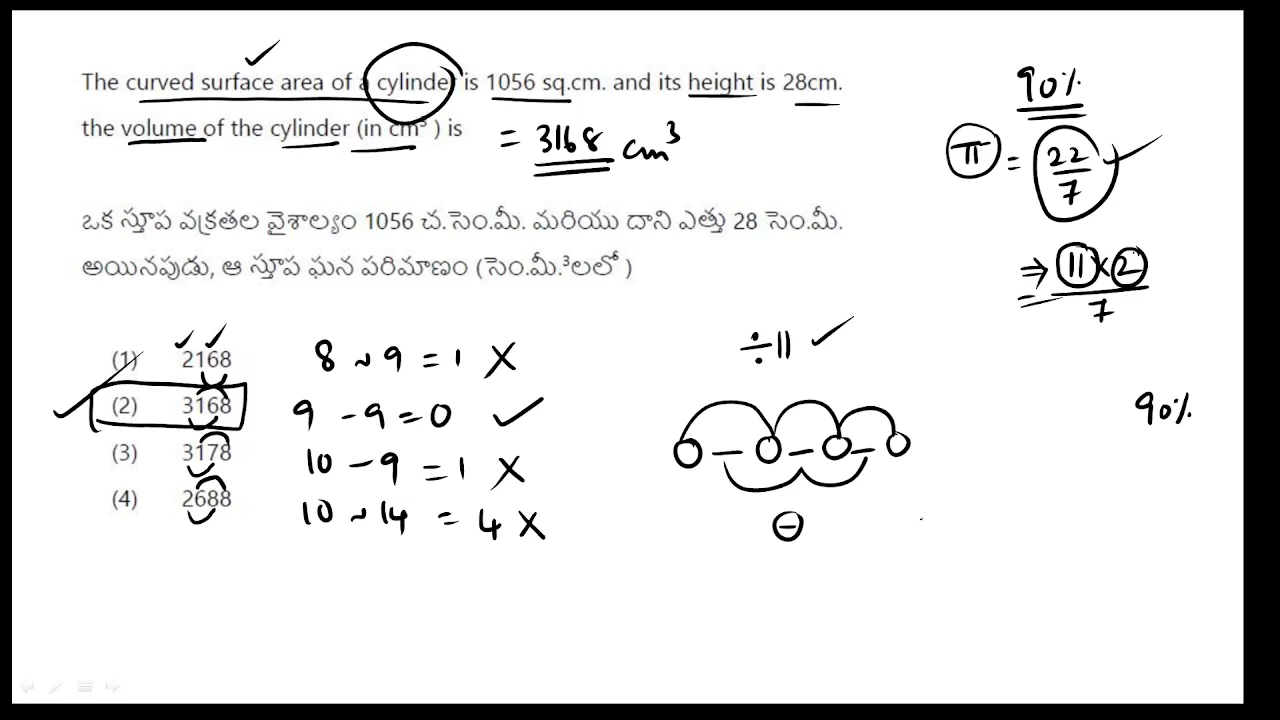 The curved surface area of a cylinder is 1056 sq.cm. and its height is 28cm.
the volume of the cylinder (in cm³ ) is
= 3168 cm³
ఒక స్తూప వక్రతల వైశాల్యం 1056 చ.సెం.మీ. మరియు దాని ఎత్తు 28 సెం.మీ.
అయినపుడు, ఆ స్తూప ఘన పరిమాణం (సెం.మీ.³లలో )
90%
π = 22/7
⇒ 11×2/7
(1) 2168 8 ~ 9 = 1 X
(2) 3168 9 - 9 = 0 ✓
(3) 3178 10 - 9 = 1 X
(4) 2688 10 ~ 14 = 4 X
÷11 ✓
90%